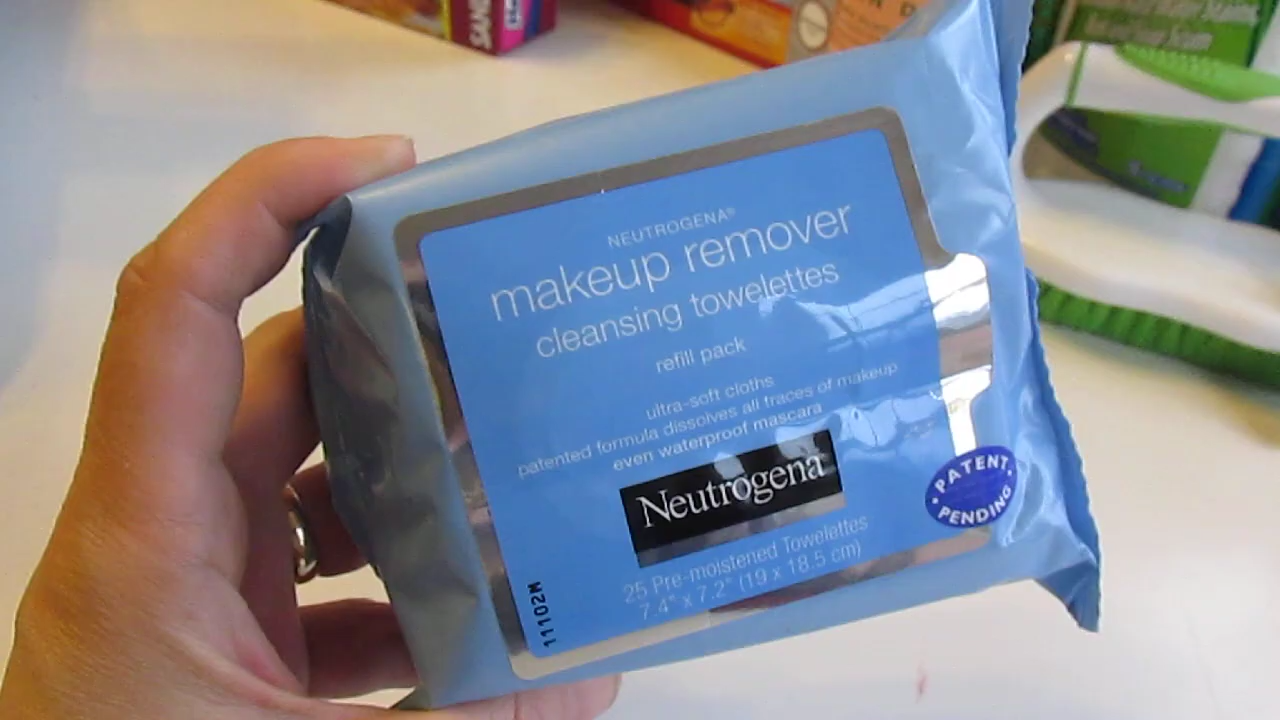 SAND
NEUTROGENA®
makeup remover
cleansing towelettes
refill pack
ultra-soft cloths
patented formula dissolves all traces of makeup
even waterproof mascara
Neutrogena
PATENT
PENDING
25 Pre-moistened Towelettes
7.4" x 7.2" (19 x 18.5 cm)
11102M